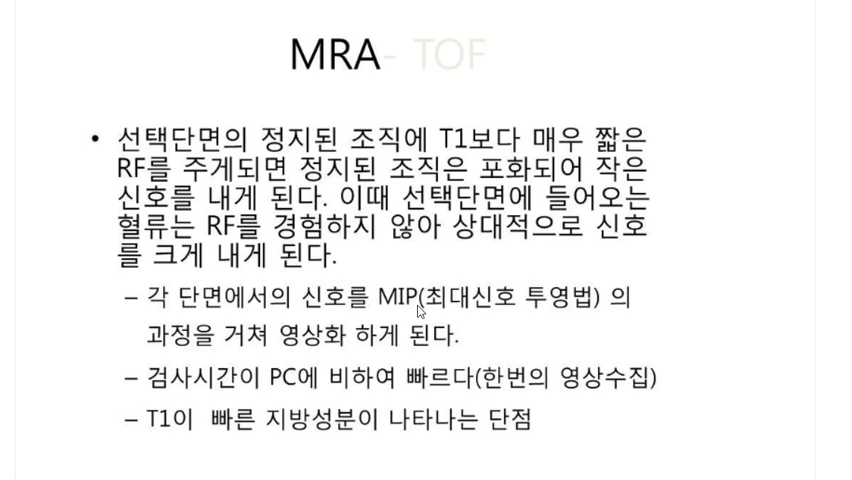 MRA- TOF
• 선택단면의 정지된 조직에 T1보다 매우 짧은
RF를 주게되면 정지된 조직은 포화되어 작은
신호를 내게 된다. 이때 선택단면에 들어오는
혈류는 RF를 경험하지 않아 상대적으로 신호
를 크게 내게 된다.
– 각 단면에서의 신호를 MIP(최대신호 투영법) 의
과정을 거쳐 영상화 하게 된다.
– 검사시간이 PC에 비하여 빠르다(한번의 영상수집)
– T1이 빠른 지방성분이 나타나는 단점